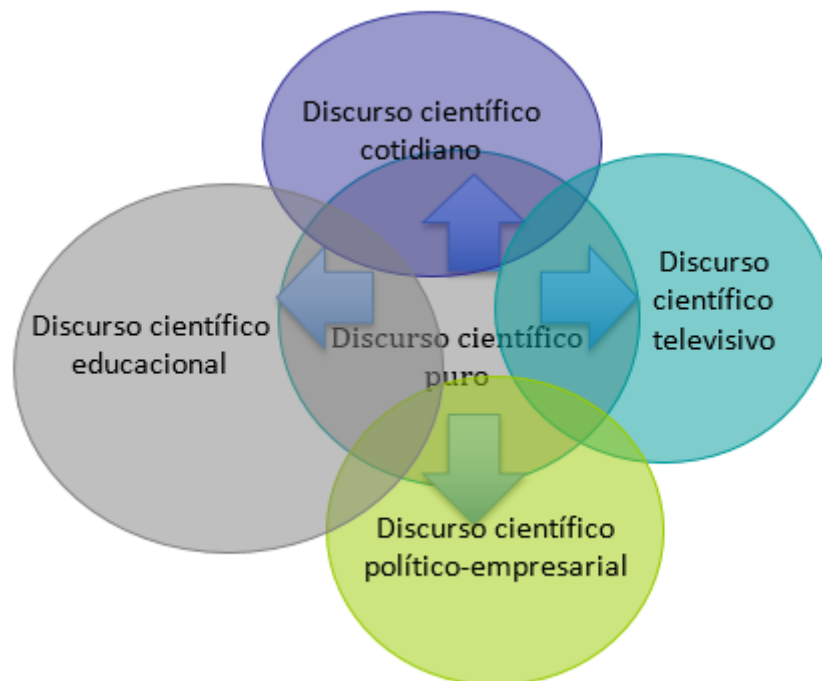 Discurso científico
cotidiano
Discurso científico
educacional
Discurso científico
puro
Discurso
científico
televisivo
Discurso científico
político-empresarial